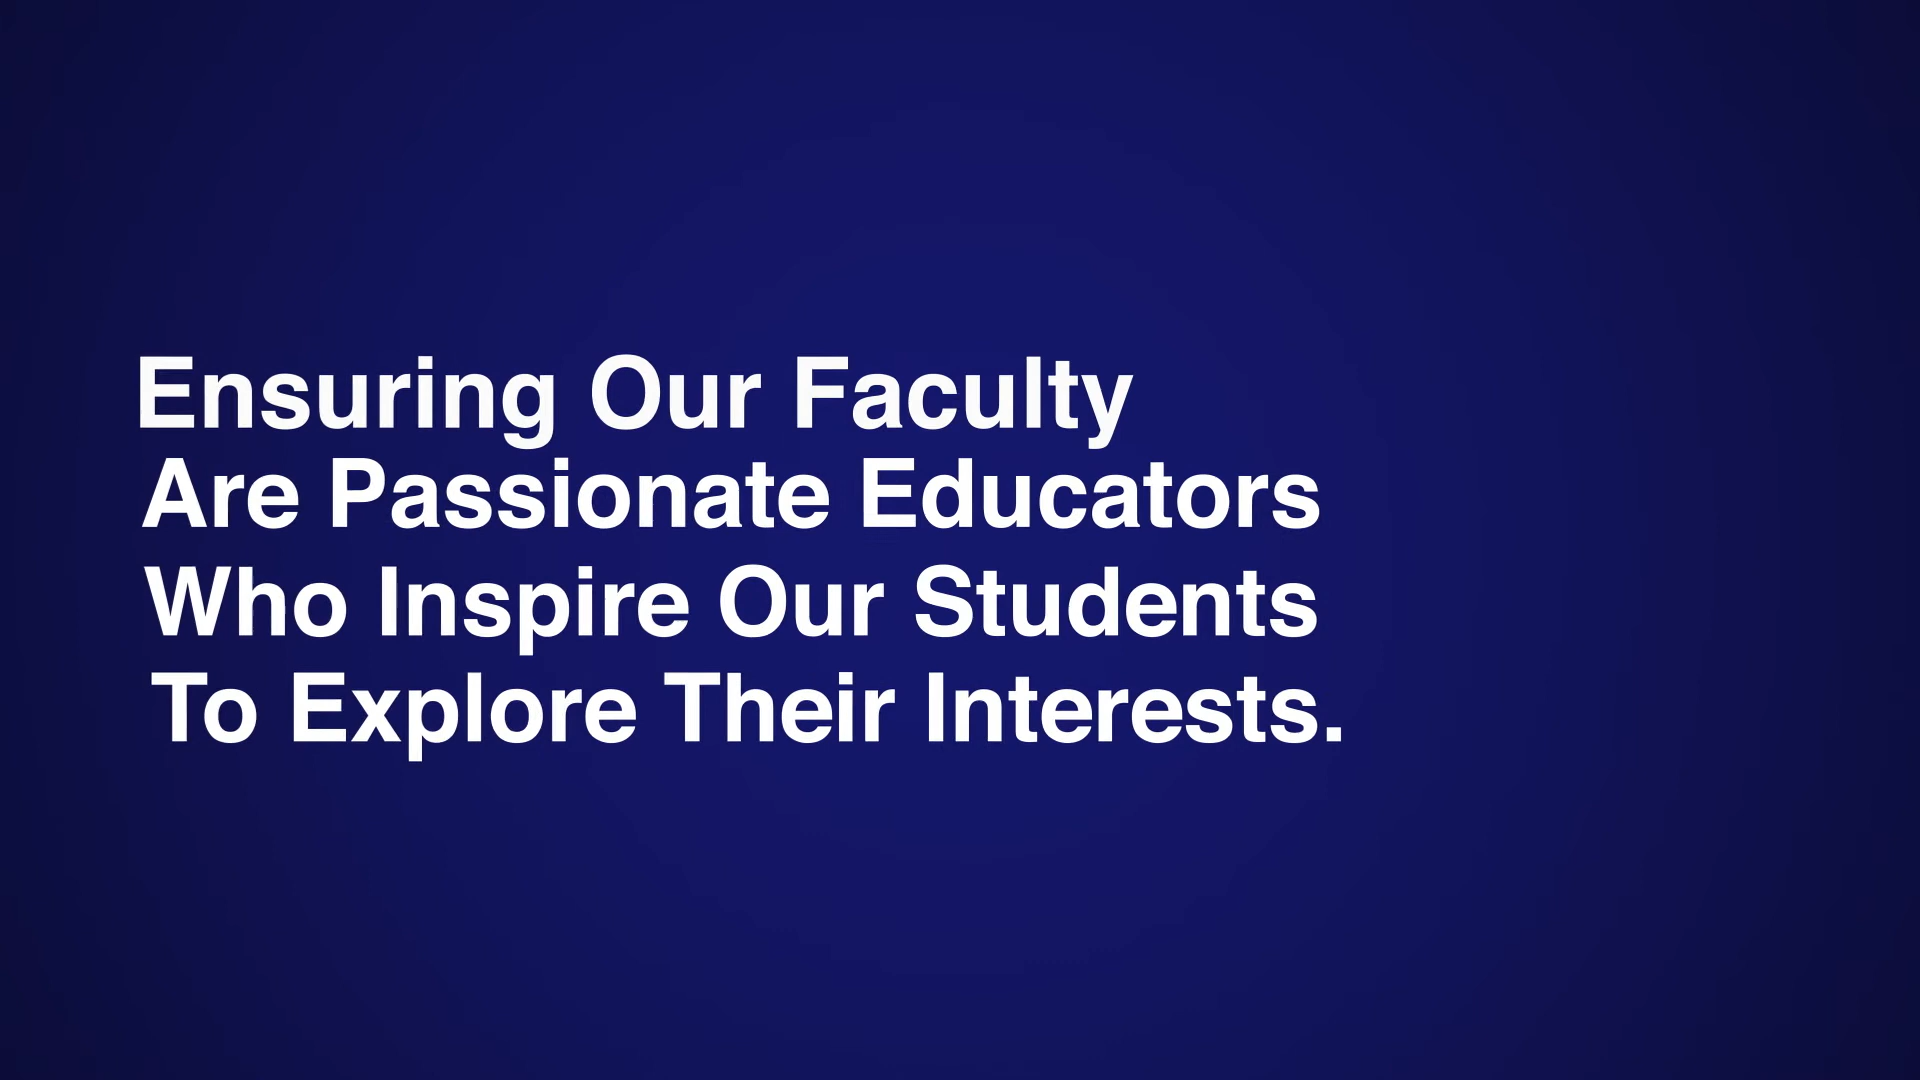 Ensuring Our Faculty
Are Passionate Educators
Who Inspire Our Students
To Explore Their Interests.